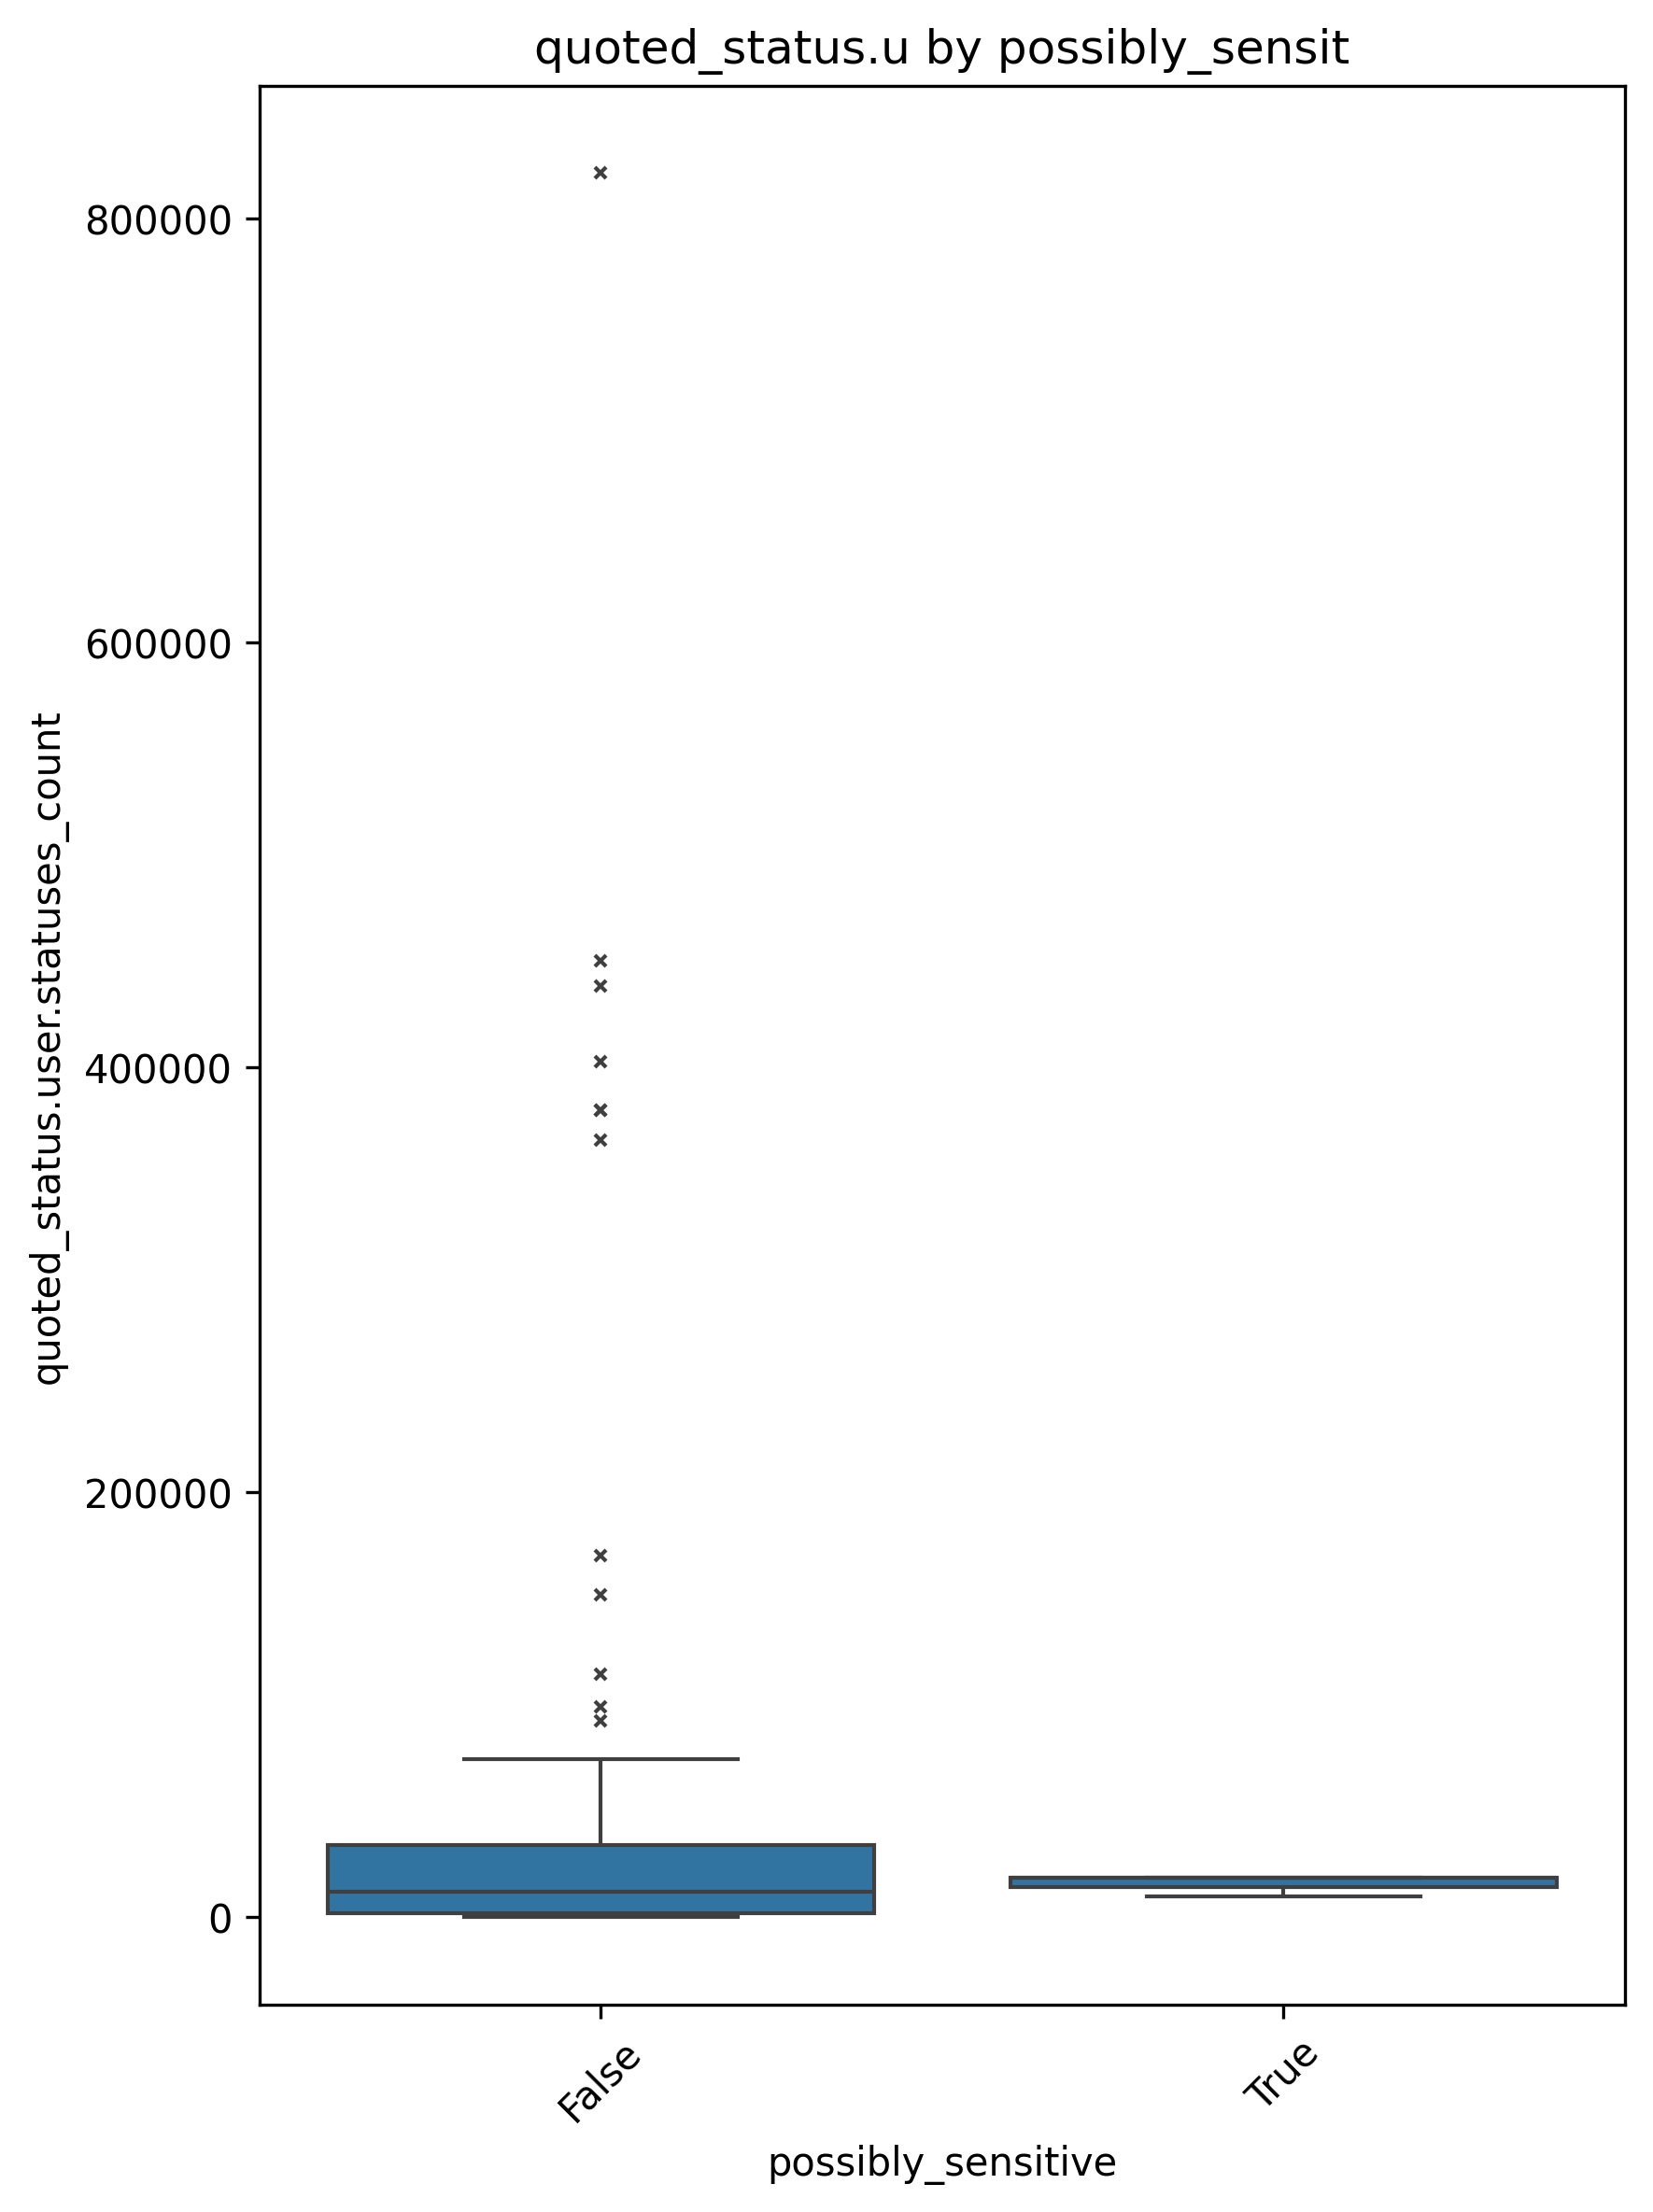 quoted_status.u by possibly_sensit
quoted_status.user.statuses_count
800000
600000
400000
200000
0
False
True
possibly_sensitive